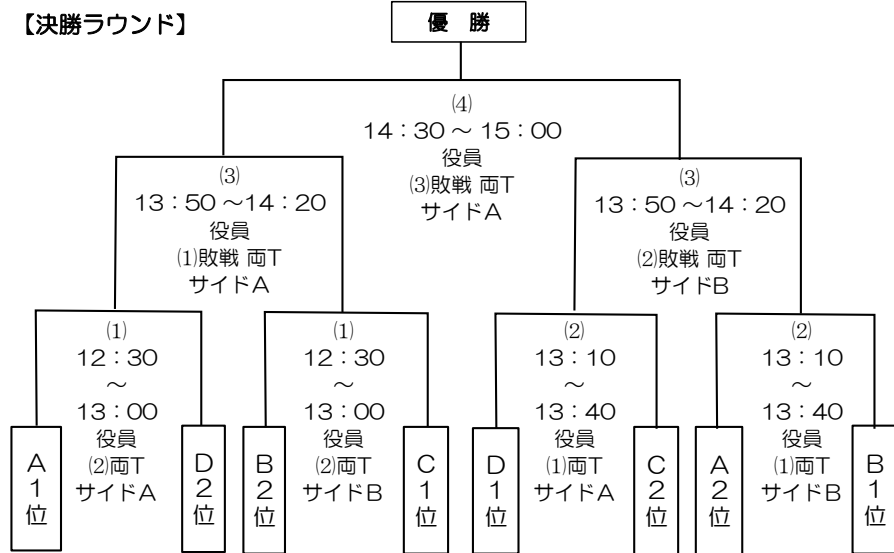 【決勝ラウンド】
優　勝
⑷
14：30～15：00
役員
⑶敗戦 両T
サイドA
⑶
13：50～14：20
役員
⑴敗戦 両T
サイドA
⑶
13：50～14：20
役員
⑵敗戦 両T
サイドB
⑴
12：30
～
13：00
役員
⑵両T
サイドA
⑴
12：30
～
13：00
役員
⑵両T
サイドB
⑵
13：10
～
13：40
役員
⑴両T
サイドA
⑵
13：10
～
13：40
役員
⑴両T
サイドB
A1位
D2位
B2位
C1位
D1位
C2位
A2位
B1位